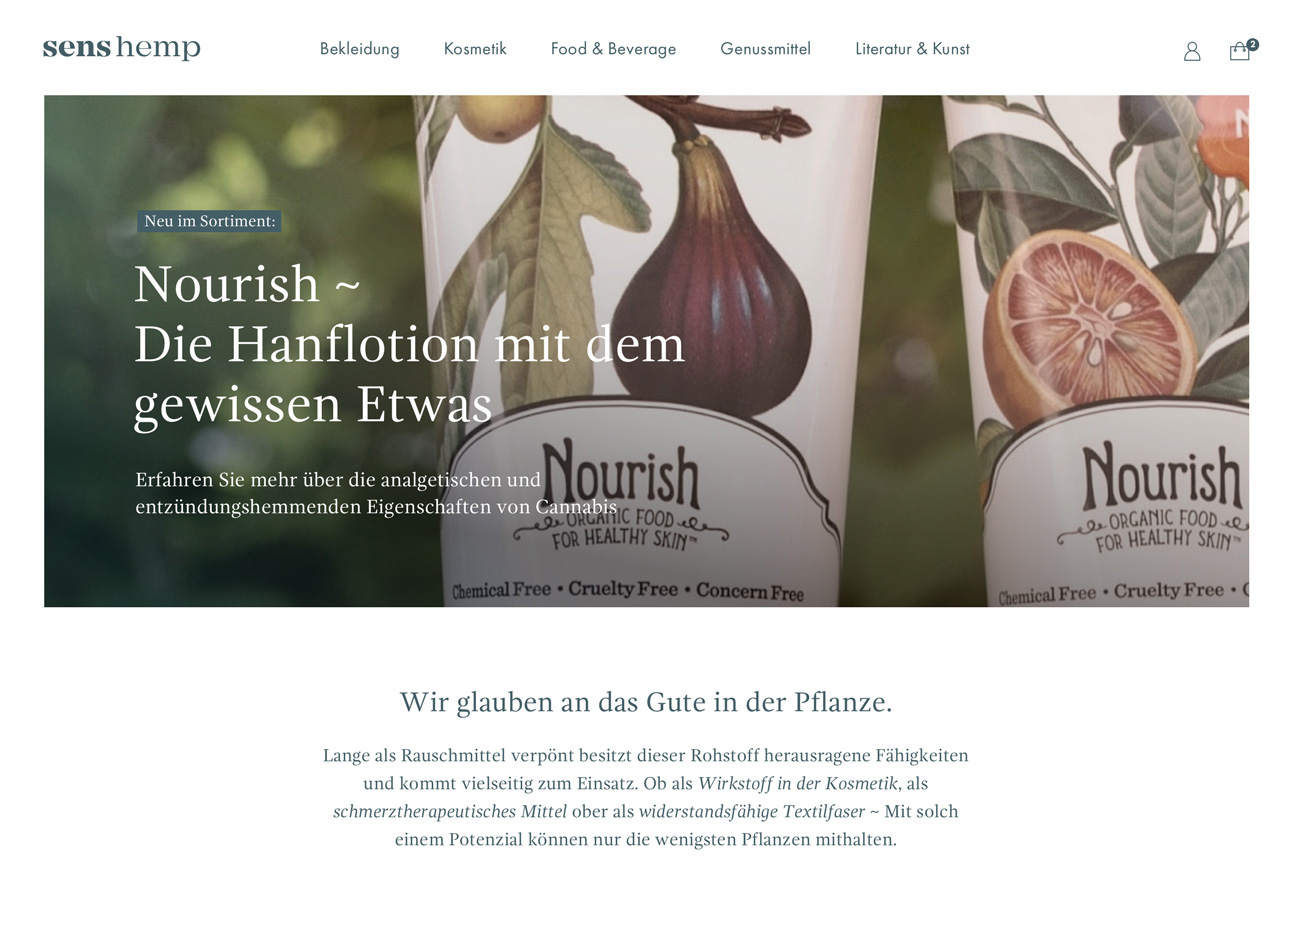 sens hemp
Bekleidung Kosmetik Food & Beverage Genussmittel Literatur & Kunst
2
Neu im Sortiment:
Nourish ~
Die Hanflotion mit dem
gewissen Etwas
Erfahren Sie mehr über die analgetischen und
entzündungshemmenden Eigenschaften von Cannabis
Nourish
ORGANIC FOOD
FOR HEALTHY SKIN™
Chemical Free • Cruelty Free • Concern Free
N
Nourish
ORGANIC FOOD
FOR HEALTHY SKIN™
Chemical Free • Cruelty Free • C
Wir glauben an das Gute in der Pflanze.
Lange als Rauschmittel verpönt besitzt dieser Rohstoff herausragene Fähigkeiten
und kommt vielseitig zum Einsatz. Ob als Wirkstoff in der Kosmetik, als
schmerztherapeutisches Mittel ober als widerstandsfähige Textilfaser ~ Mit solch
einem Potenzial können nur die wenigsten Pflanzen mithalten.